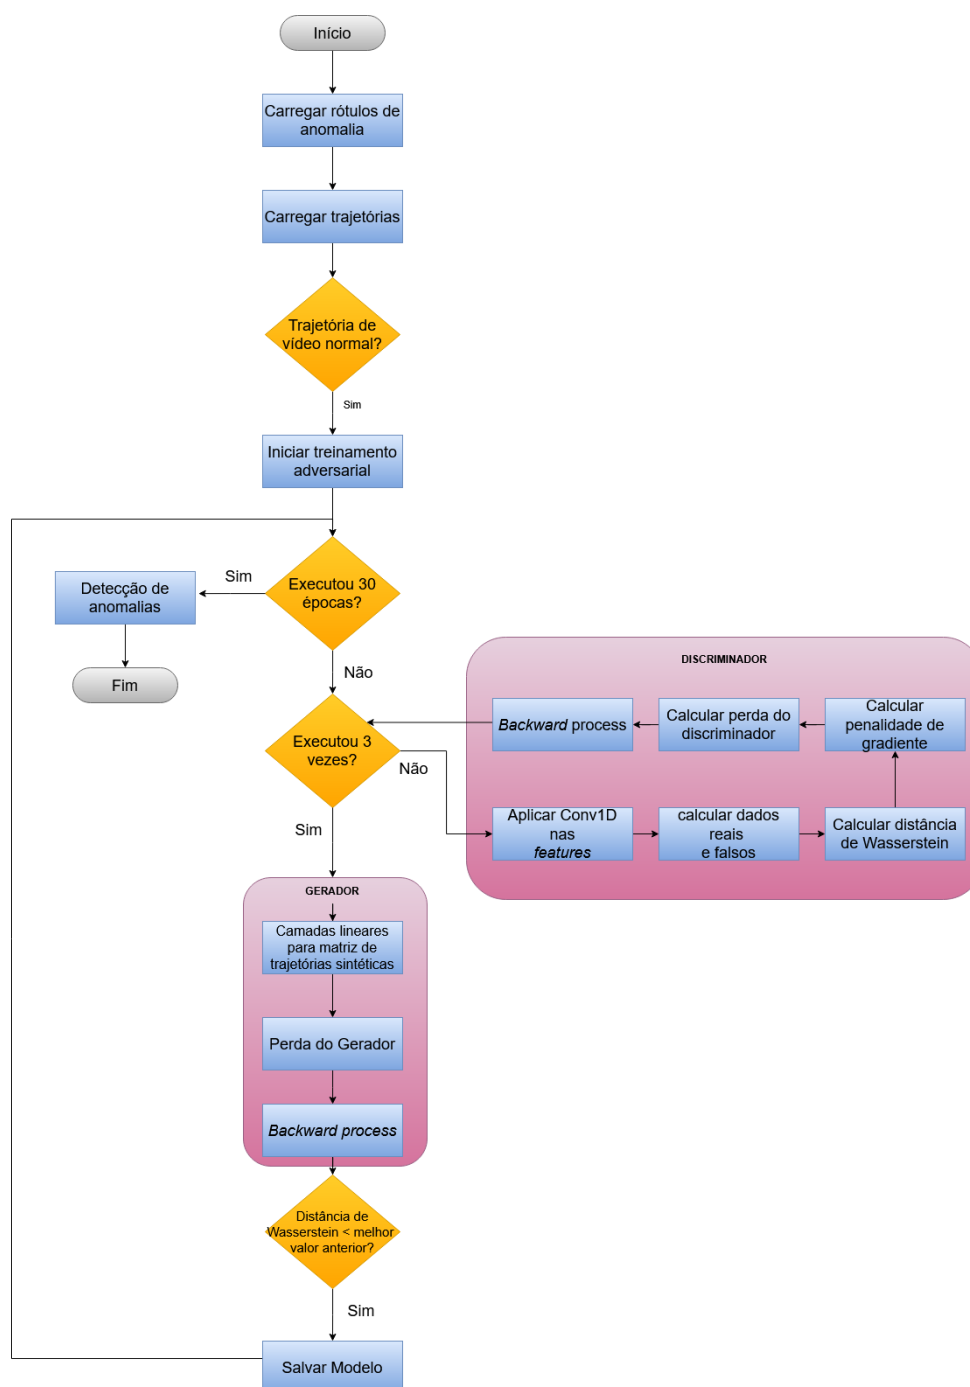 Início
Carregar rótulos de
anomalia
Carregar trajetórias
Trajetória de
vídeo normal?
Sim
Iniciar treinamento
adversarial
Executou 30
épocas?
Sim
Detecção de
anomalias
Fim
Não
Executou 3
vezes?
Não
Sim
DISCRIMINADOR
Backward process
Calcular perda do
discriminador
Calcular
penalidade de
gradiente
Aplicar Conv1D
nas
features
calcular dados
reais
e falsos
Calcular distância
de Wasserstein
GERADOR
Camadas lineares
para matriz de
trajetórias sintéticas
Perda do Gerador
Backward process
Distância de
Wasserstein < melhor
valor anterior?
Sim
Salvar Modelo